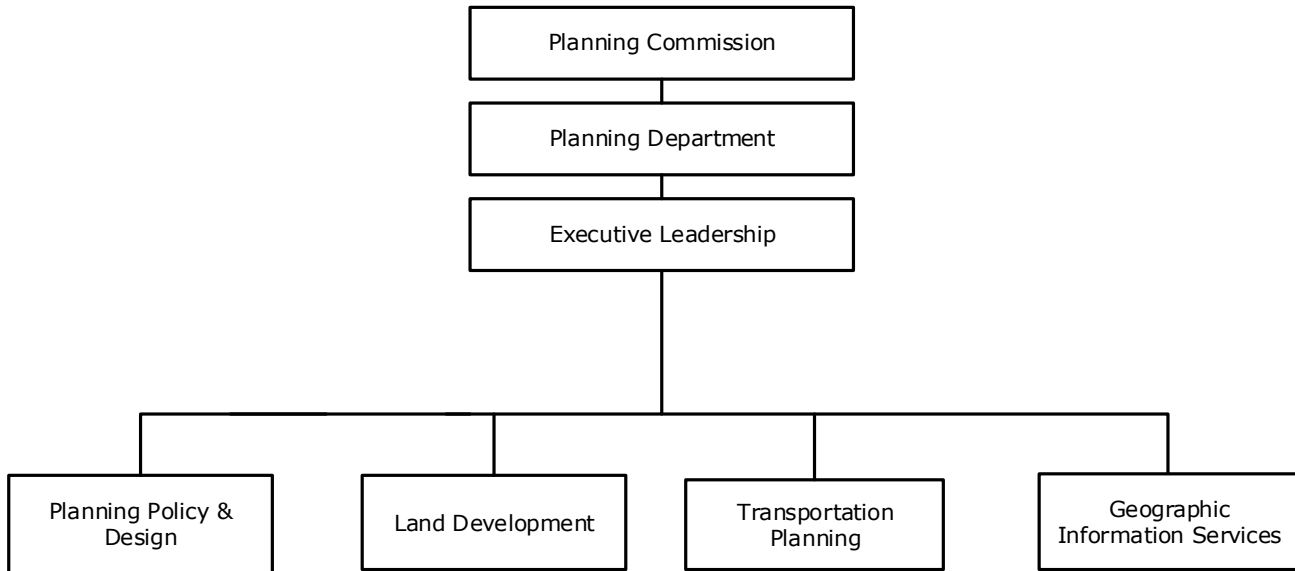 Planning Commission
Planning Department
Executive Leadership
Planning Policy &
Design
Land Development
Transportation
Planning
Geographic
Information Services